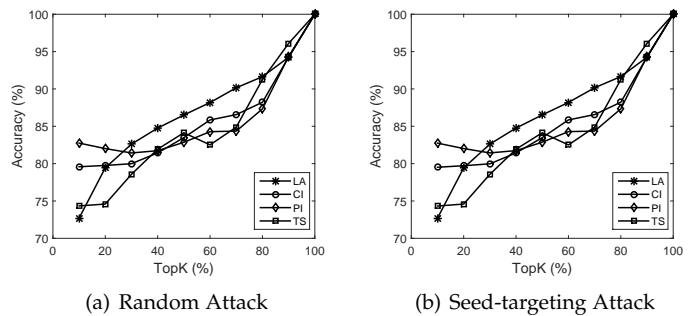 100
95
90
85
80
75
70
Accuracy (%)
0 20 40 60 80 100
TopK (%)
LA
CI
PI
TS
(a) Random Attack
100
95
90
85
80
75
70
Accuracy (%)
0 20 40 60 80 100
TopK (%)
LA
CI
PI
TS
(b) Seed-targeting Attack